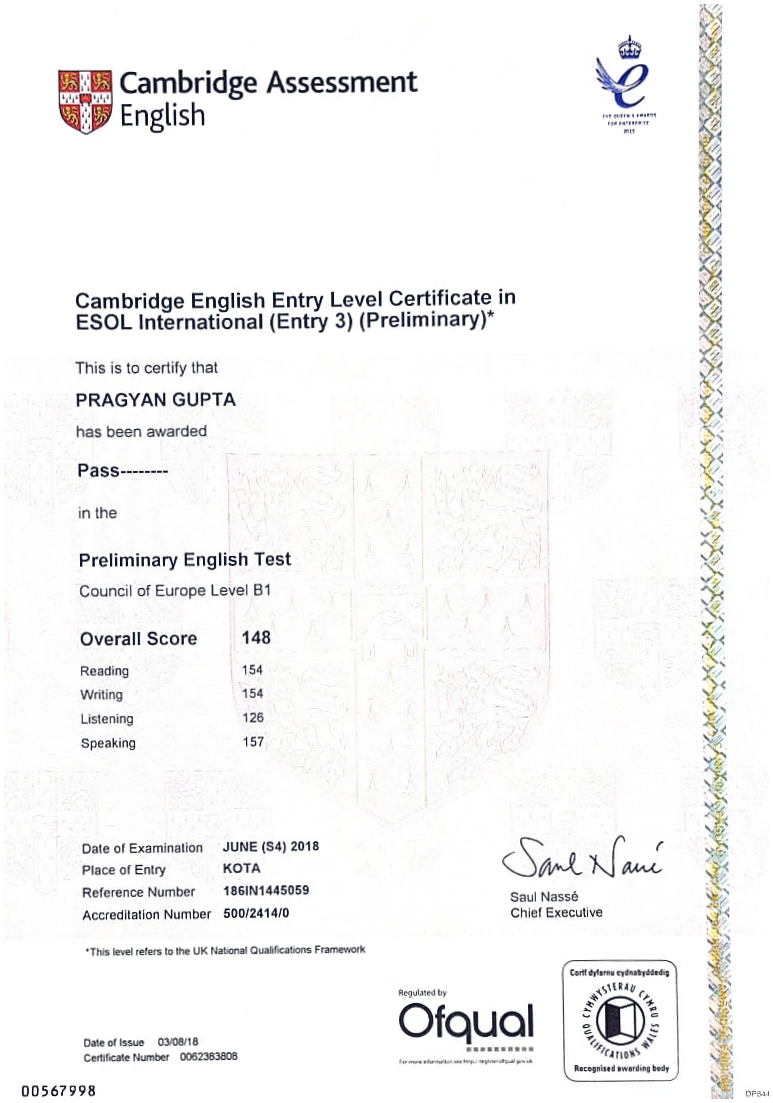 Cambridge Assessment
English
THE QUEEN'S AWARDS
FOR ENTERPRISE
2015
Cambridge English Entry Level Certificate in
ESOL International (Entry 3) (Preliminary)*
This is to certify that
PRAGYAN GUPTA
has been awarded
Pass--------
in the
Preliminary English Test
Council of Europe Level B1
Overall Score 148
Reading 154
Writing 154
Listening 126
Speaking 157
Date of Examination JUNE (S4) 2018
Place of Entry KOTA
Reference Number 186IN1445059
Accreditation Number 500/2414/0
Saul Nassé
Saul Nassé
Chief Executive
*This level refers to the UK National Qualifications Framework
Regulated by
Ofqual
For more information see http://register.ofqual.gov.uk
Corff dyfarnu cydnabyddedig
CYMWYSTERAU CYMRU
QUALIFICATIONS WALES
Recognised awarding body
Date of Issue 03/08/18
Certificate Number 0062383808
00567998